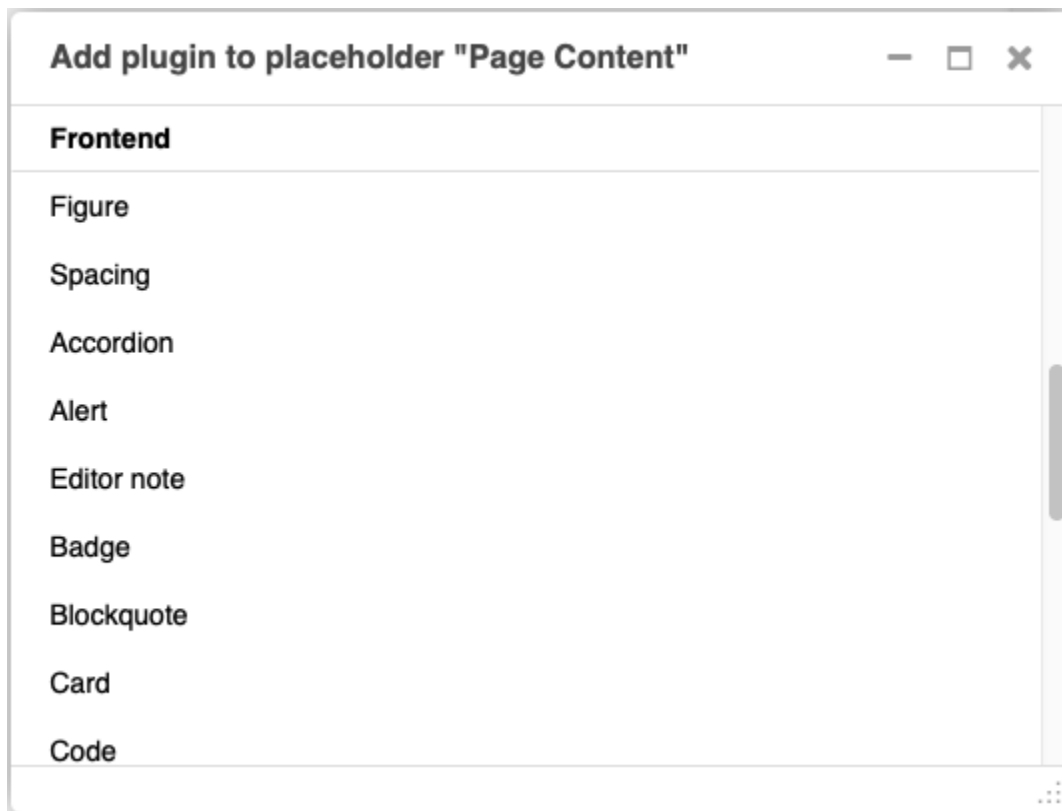 Add plugin to placeholder "Page Content"
Frontend
Figure
Spacing
Accordion
Alert
Editor note
Badge
Blockquote
Card
Code